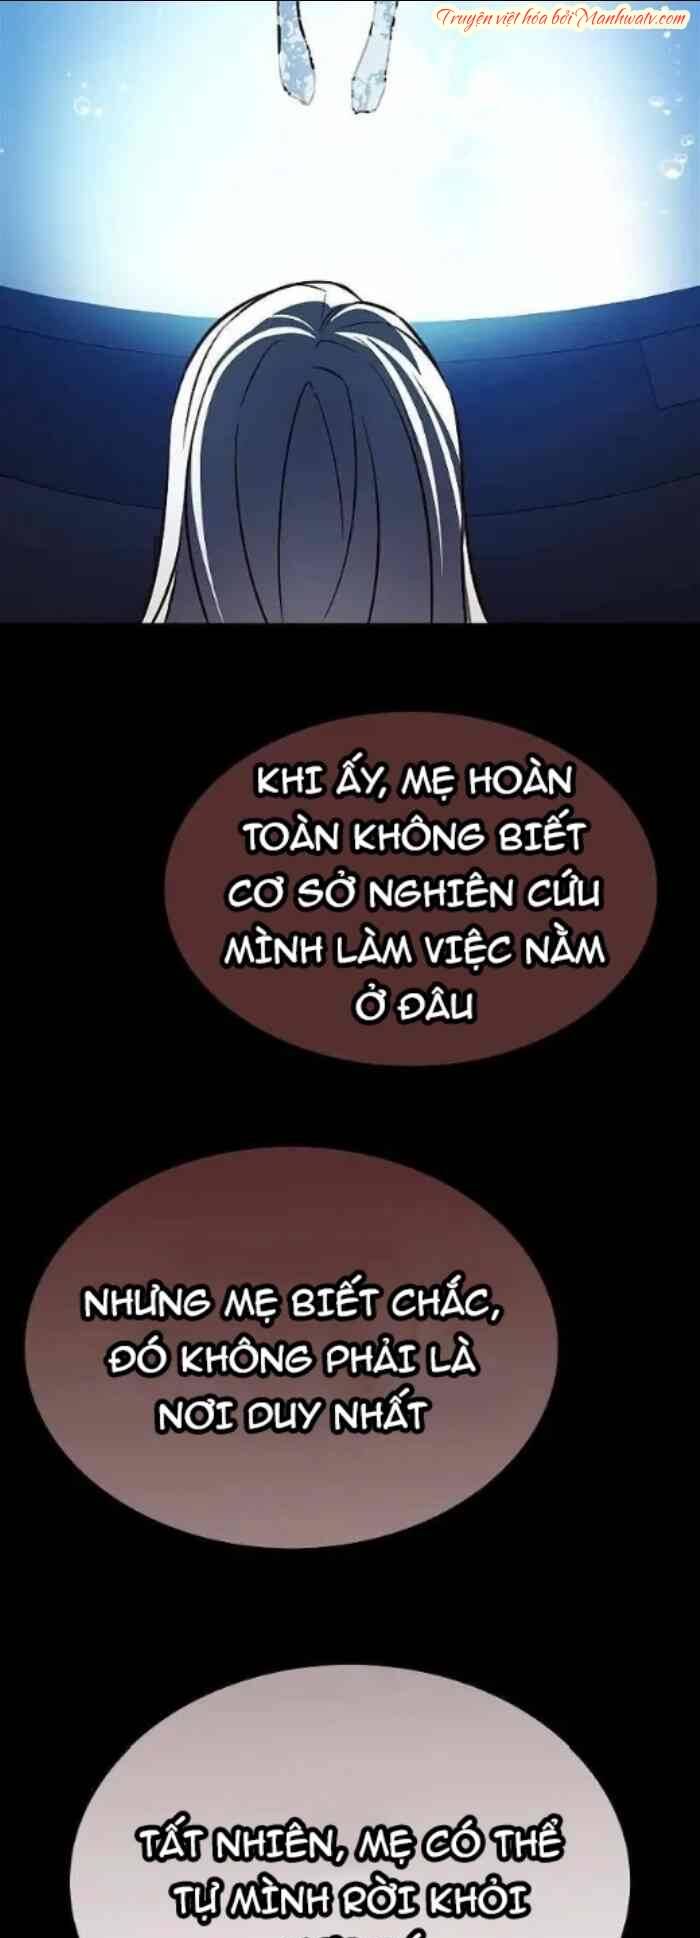 Truyện việt hóa bởi Manhwatv.com
KHI ẤY, MẸ HOÀN
TOÀN KHÔNG BIẾT
CƠ SỞ NGHIÊN CỨU
MÌNH LÀM VIỆC NẰM
Ở ĐÂU
NHƯNG MẸ BIẾT CHẮC,
ĐÓ KHÔNG PHẢI LÀ
NƠI DUY NHẤT
TẤT NHIÊN, MẸ CÓ THỂ
TỰ MÌNH RỜI KHỎI